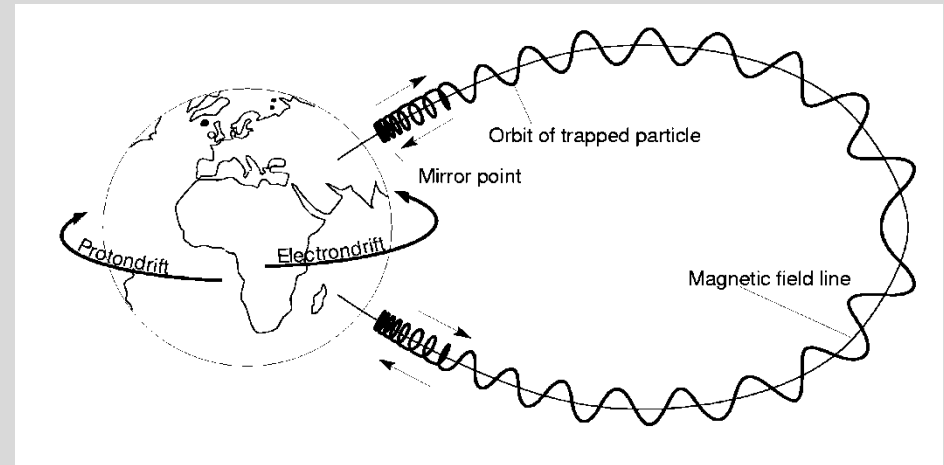 Orbit of trapped particle
Mirror point
Protondrift
Electrondrift
Magnetic field line